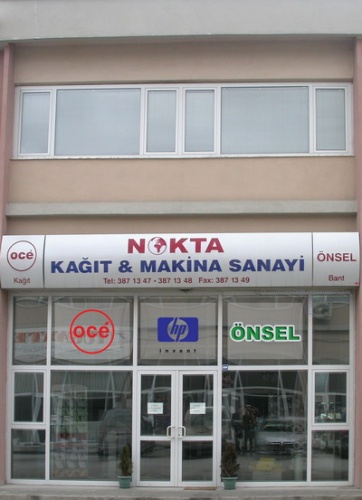 océ
Kağıt
NOKTA
KAĞIT & MAKİNA SANAYİ
Tel: 387 13 47 - 387 13 48 Fax: 387 13 49
ÖNSEL
Bant
océ
hp
invent
ÖNSEL